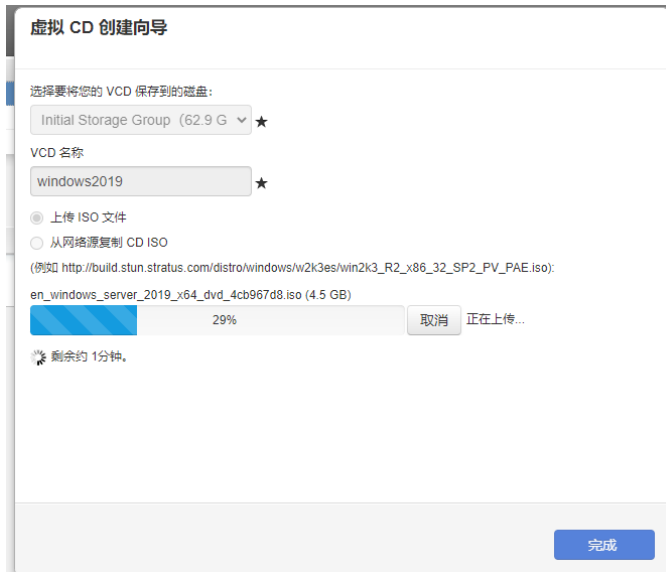 虚拟 CD 创建向导
选择要将您的 VCD 保存到的磁盘:
Initial Storage Group (62.9 G ★
VCD 名称
windows2019 ★
上传 ISO 文件
从网络源复制 CD ISO
(例如 http://build.stun.stratus.com/distro/windows/w2k3es/win2k3_R2_x86_32_SP2_PV_PAE.iso):
en_windows_server_2019_x64_dvd_4cb967d8.iso (4.5 GB)
29% 取消 正在上传...
剩余约 1分钟。
完成